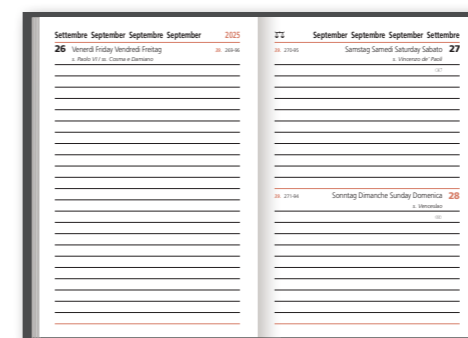 Settembre September Septembre September 2025
26 Venerdì Friday Vendredi Freitag 39. 269-96
s. Paolo VI / ss. Cosma e Damiano
September Septembre September Settembre
39. 270-95 Samstag Samedi Saturday Sabato 27
s. Vincenzo de' Paoli
39. 271-94 Sonntag Dimanche Sunday Domenica 28
s. Venceslao